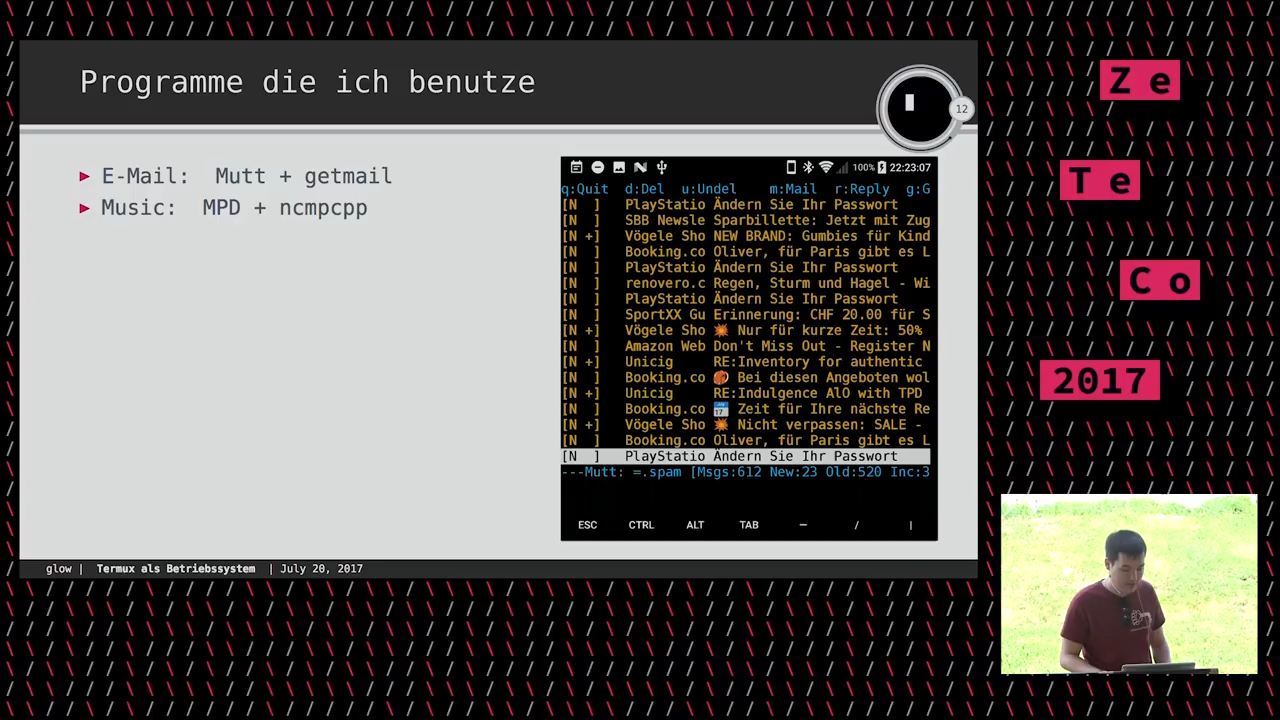 Programme die ich benutze
12
E-Mail: Mutt + getmail
Music: MPD + ncmpcpp
100% 22:23:07
q:Quit d:Del u:Undel m:Mail r:Reply g:G
[N ] PlayStatio Ändern Sie Ihr Passwort
[N ] SBB Newsle Sparbillette: Jetzt mit Zug
[N +] Vögele Sho NEW BRAND: Gumbies für Kind
[N ] Booking.co Oliver, für Paris gibt es L
[N ] PlayStatio Ändern Sie Ihr Passwort
[N ] renovero.c Regen, Sturm und Hagel - Wi
[N ] PlayStatio Ändern Sie Ihr Passwort
[N ] SportXX Gu Erinnerung: CHF 20.00 für S
[N +] Vögele Sho 💥 Nur für kurze Zeit: 50%
[N ] Amazon Web Don't Miss Out - Register N
[N +] Unicig RE:Inventory for authentic
[N ] Booking.co Bei diesen Angeboten wol
[N +] Unicig RE:Indulgence AlO with TPD
[N ] Booking.co 📅 Zeit für Ihre nächste Re
[N +] Vögele Sho 💥 Nicht verpassen: SALE -
[N ] Booking.co Oliver, für Paris gibt es L
[N ] PlayStatio Ändern Sie Ihr Passwort
---Mutt: =.spam [Msgs:612 New:23 Old:520 Inc:3
ESC CTRL ALT TAB – / |
glow | Termux als Betriebssystem | July 20, 2017
Z e
T e
C o
2017